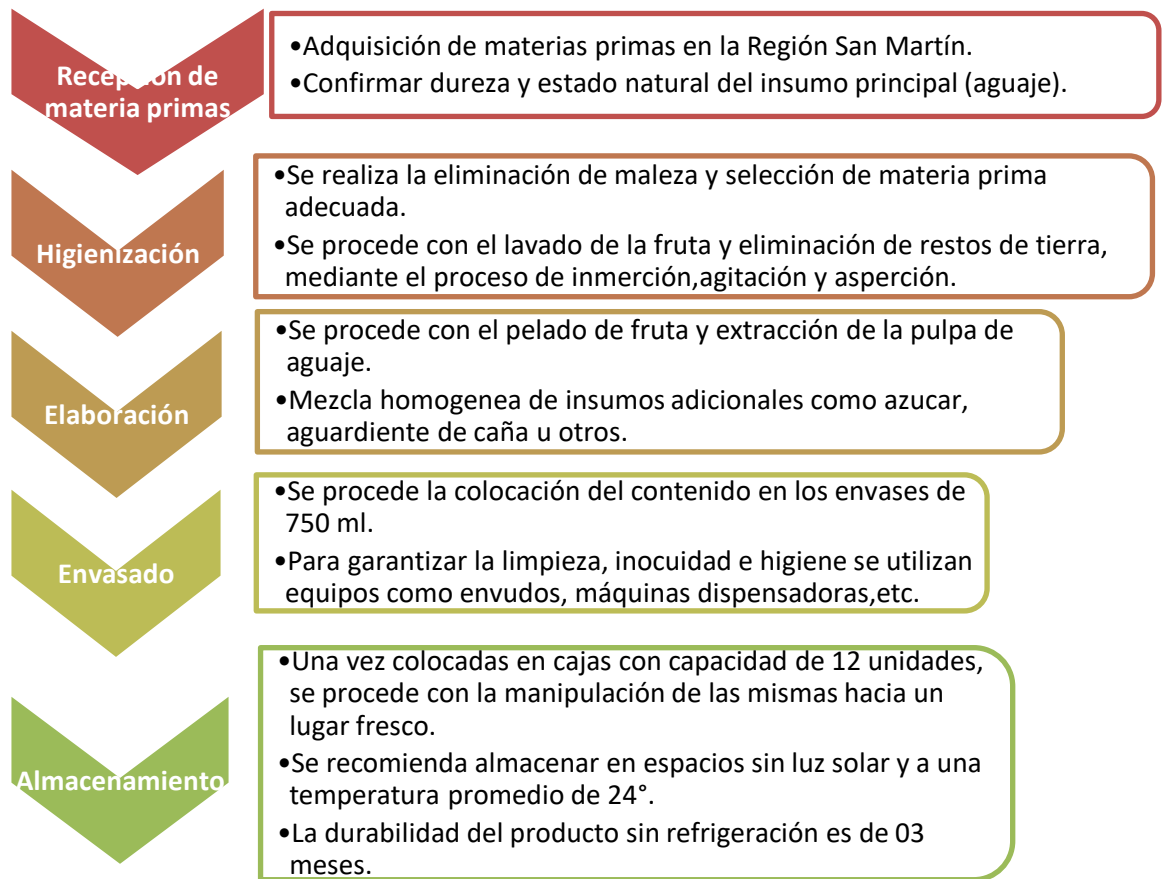 Recepción de
materia primas
•Adquisición de materias primas en la Región San Martín.
•Confirmar dureza y estado natural del insumo principal (aguaje).
Higienización
•Se realiza la eliminación de maleza y selección de materia prima
adecuada.
•Se procede con el lavado de la fruta y eliminación de restos de tierra,
mediante el proceso de inmerción,agitación y asperción.
Elaboración
•Se procede con el pelado de fruta y extracción de la pulpa de
aguaje.
•Mezcla homogenea de insumos adicionales como azucar,
aguardiente de caña u otros.
Envasado
•Se procede la colocación del contenido en los envases de
750 ml.
•Para garantizar la limpieza, inocuidad e higiene se utilizan
equipos como envudos, máquinas dispensadoras,etc.
Almacenamiento
•Una vez colocadas en cajas con capacidad de 12 unidades,
se procede con la manipulación de las mismas hacia un
lugar fresco.
•Se recomienda almacenar en espacios sin luz solar y a una
temperatura promedio de 24°.
•La durabilidad del producto sin refrigeración es de 03
meses.